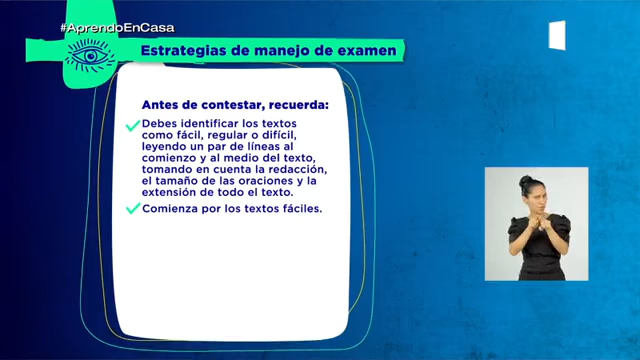 #AprendoEnCasa
Estrategias de manejo de examen
Antes de contestar, recuerda:
Debes identificar los textos
como fácil, regular o difícil,
leyendo un par de líneas al
comienzo y al medio del texto,
tomando en cuenta la redacción,
el tamaño de las oraciones y la
extensión de todo el texto.
Comienza por los textos fáciles.